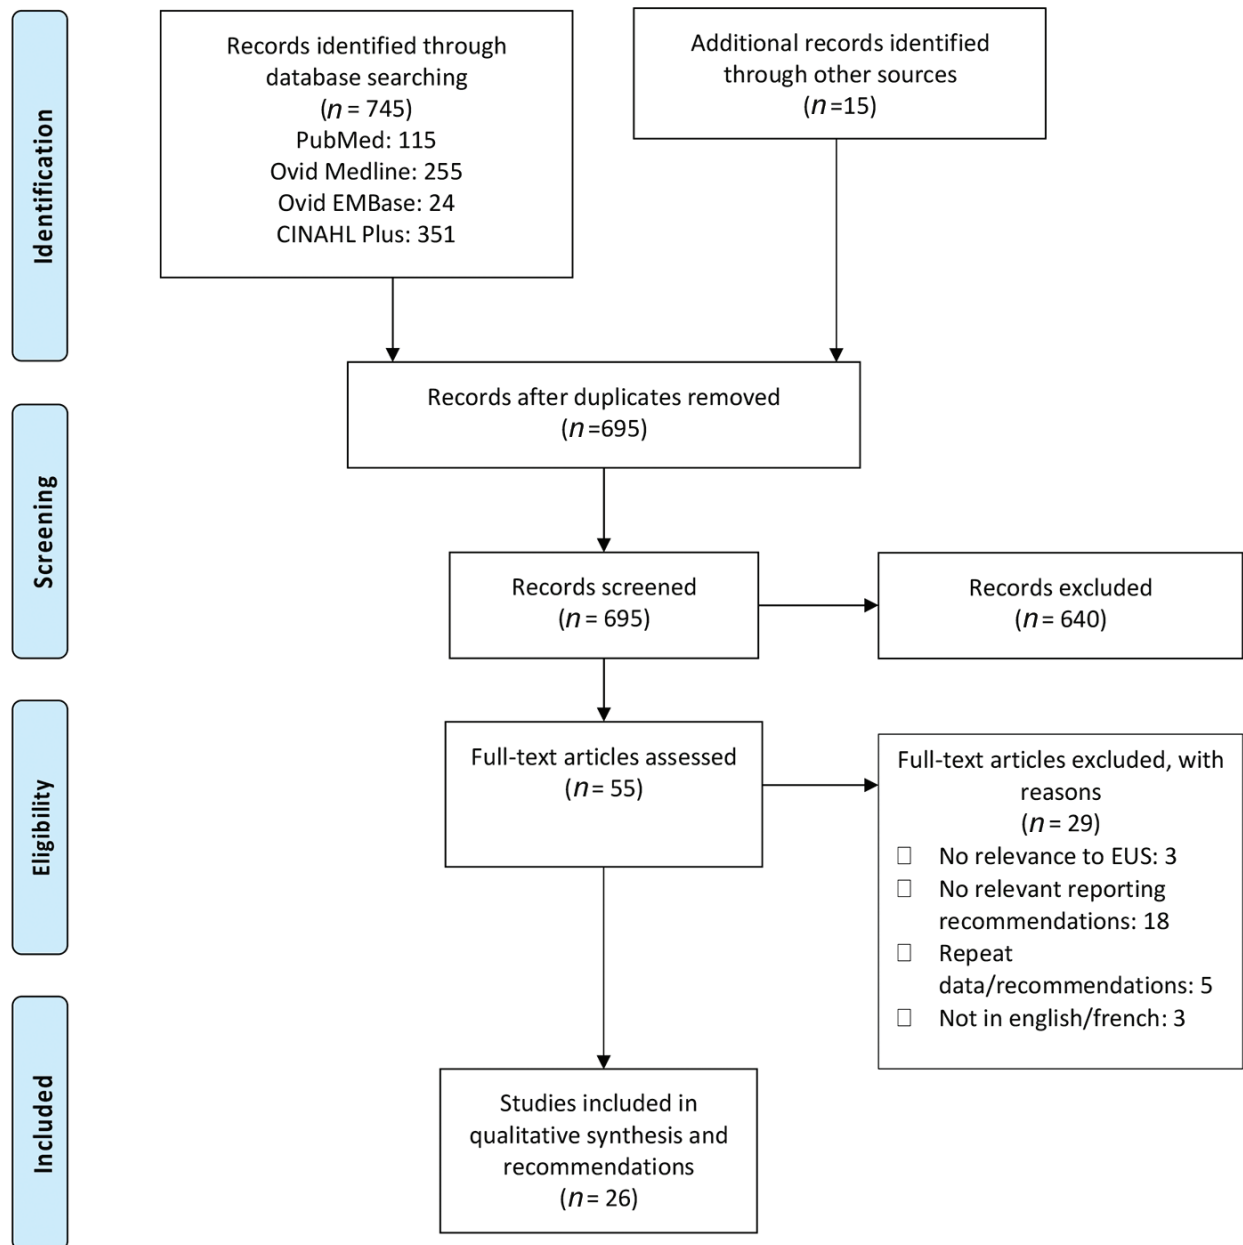 Identification
Records identified through
database searching
(n = 745)
PubMed: 115
Ovid Medline: 255
Ovid EMBase: 24
CINAHL Plus: 351
Additional records identified
through other sources
(n=15)
Records after duplicates removed
(n=695)
Screening
Records screened
(n = 695)
Records excluded
(n = 640)
Eligibility
Full-text articles assessed
(n = 55)
Full-text articles excluded, with
reasons
(n = 29)
No relevance to EUS: 3
No relevant reporting
recommendations: 18
Repeat
data/recommendations: 5
Not in english/french: 3
Included
Studies included in
qualitative synthesis and
recommendations
(n = 26)